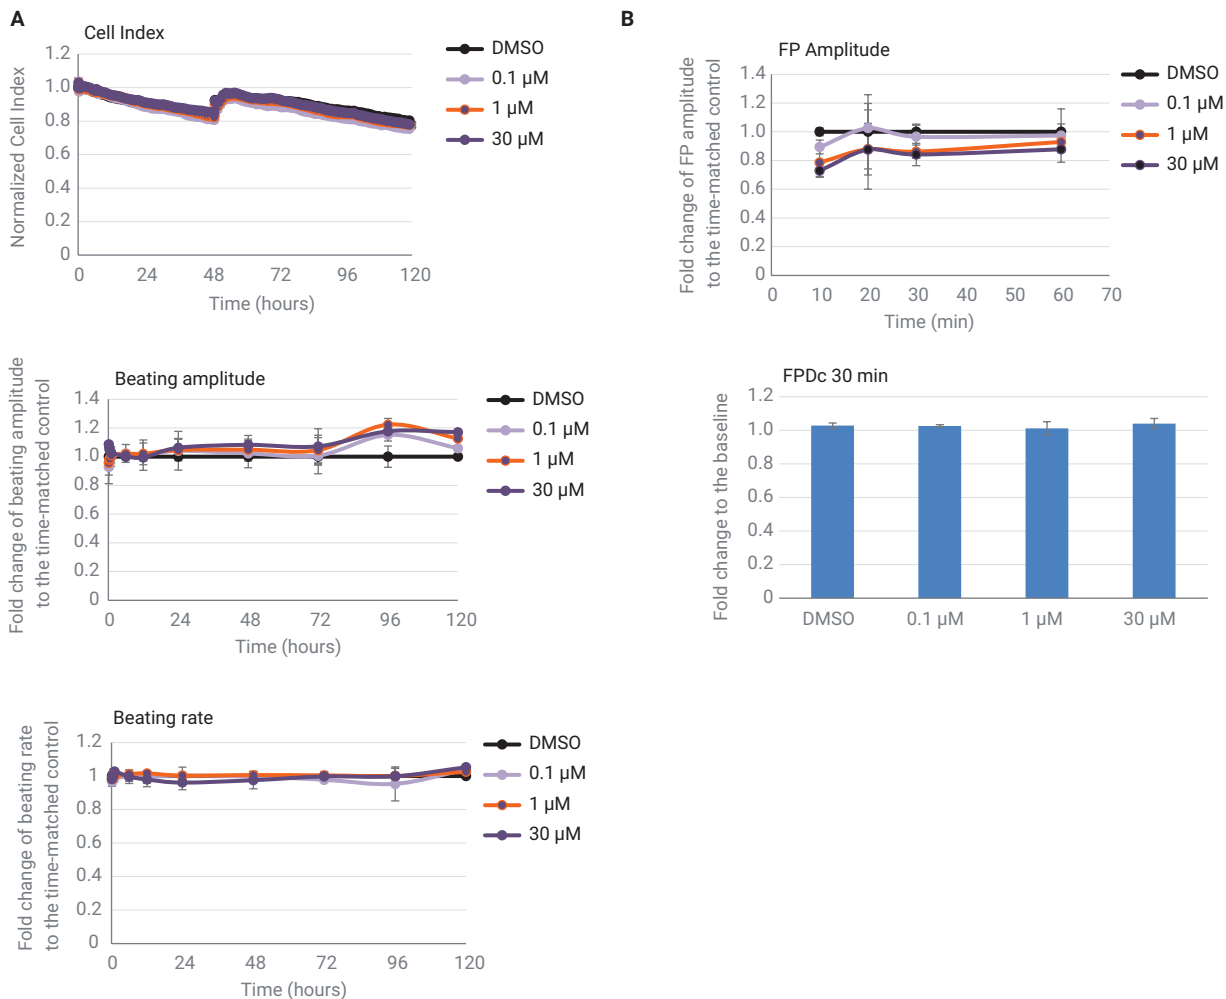 A
Cell Index
Normalized Cell Index
1.2
1.0
0.8
0.6
0.4
0.2
0
0 24 48 72 96 120
Time (hours)
DMSO
0.1 µM
1 µM
30 µM
Beating amplitude
Fold change of beating amplitude
to the time-matched control
1.4
1.2
1.0
0.8
0.6
0.4
0.2
0
0 24 48 72 96 120
Time (hours)
DMSO
0.1 µM
1 µM
30 µM
Beating rate
Fold change of beating rate
to the time-matched control
1.2
1
0.8
0.6
0.4
0.2
0
0 24 48 72 96 120
Time (hours)
DMSO
0.1 µM
1 µM
30 µM
B
FP Amplitude
Fold change of FP amplitude
to the time-matched control
1.4
1.2
1.0
0.8
0.6
0.4
0.2
0
0 10 20 30 40 50 60 70
Time (min)
DMSO
0.1 µM
1 µM
30 µM
FPDc 30 min
Fold change to the baseline
1.2
1.0
0.8
0.6
0.4
0.2
0
DMSO 0.1 µM 1 µM 30 µM